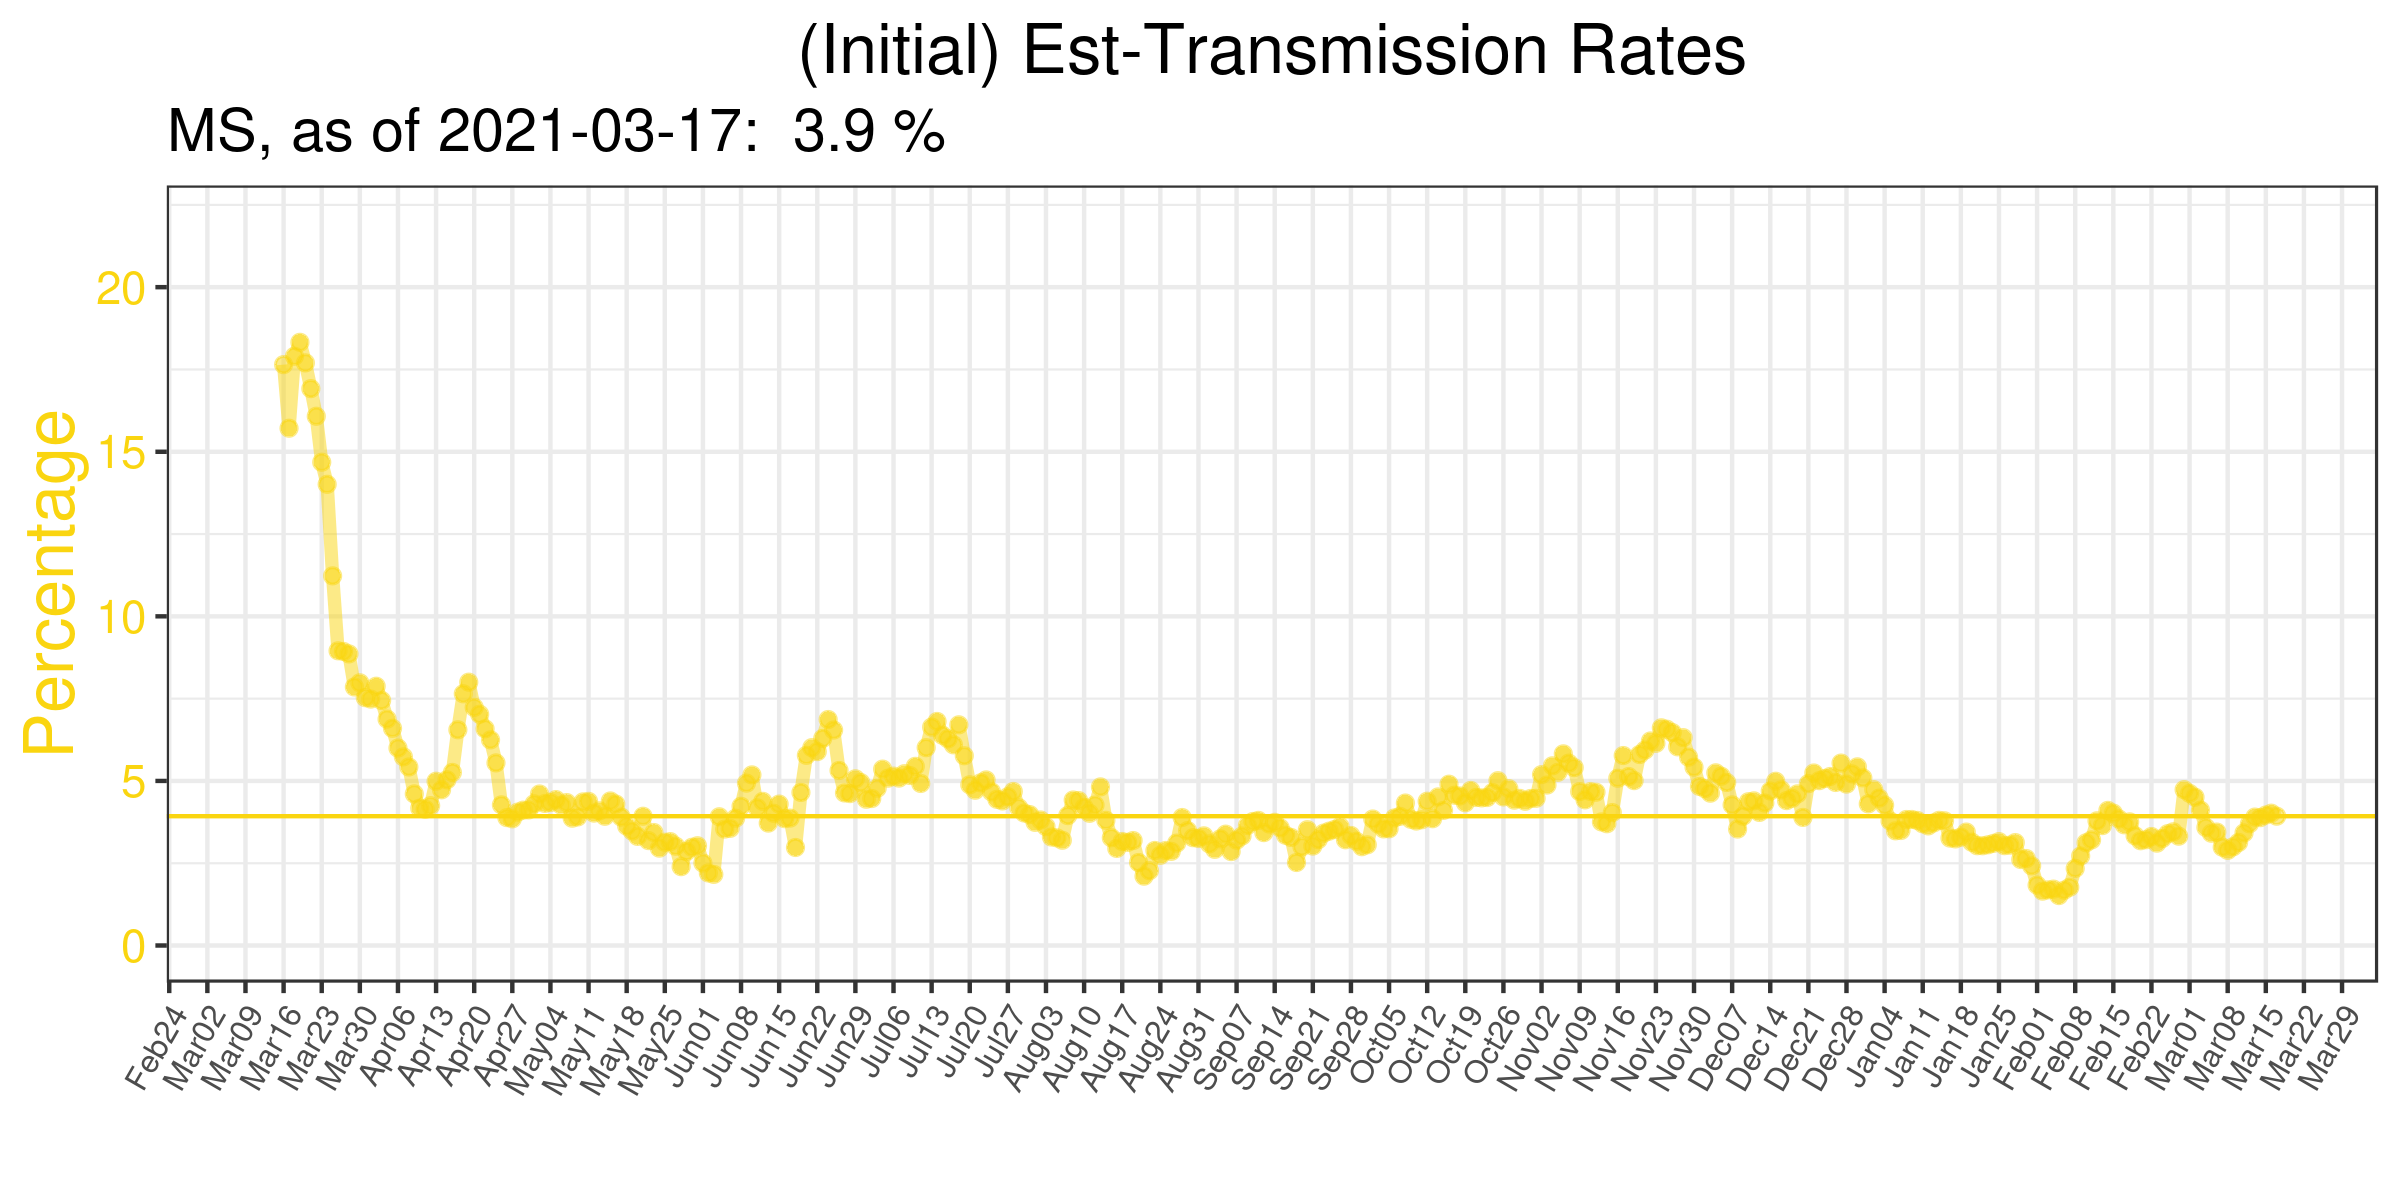 (Initial) Est-Transmission Rates
MS, as of 2021-03-17:  3.9 %
Percentage
20
15
10
5
0
Feb24
Mar02
Mar09
Mar16
Mar23
Mar30
Apr06
Apr13
Apr20
Apr27
May04
May11
May18
May25
Jun01
Jun08
Jun15
Jun22
Jun29
Jul06
Jul13
Jul20
Jul27
Aug03
Aug10
Aug17
Aug24
Aug31
Sep07
Sep14
Sep21
Sep28
Oct05
Oct12
Oct19
Oct26
Nov02
Nov09
Nov16
Nov23
Nov30
Dec07
Dec14
Dec21
Dec28
Jan04
Jan11
Jan18
Jan25
Feb01
Feb08
Feb15
Feb22
Mar01
Mar08
Mar15
Mar22
Mar29